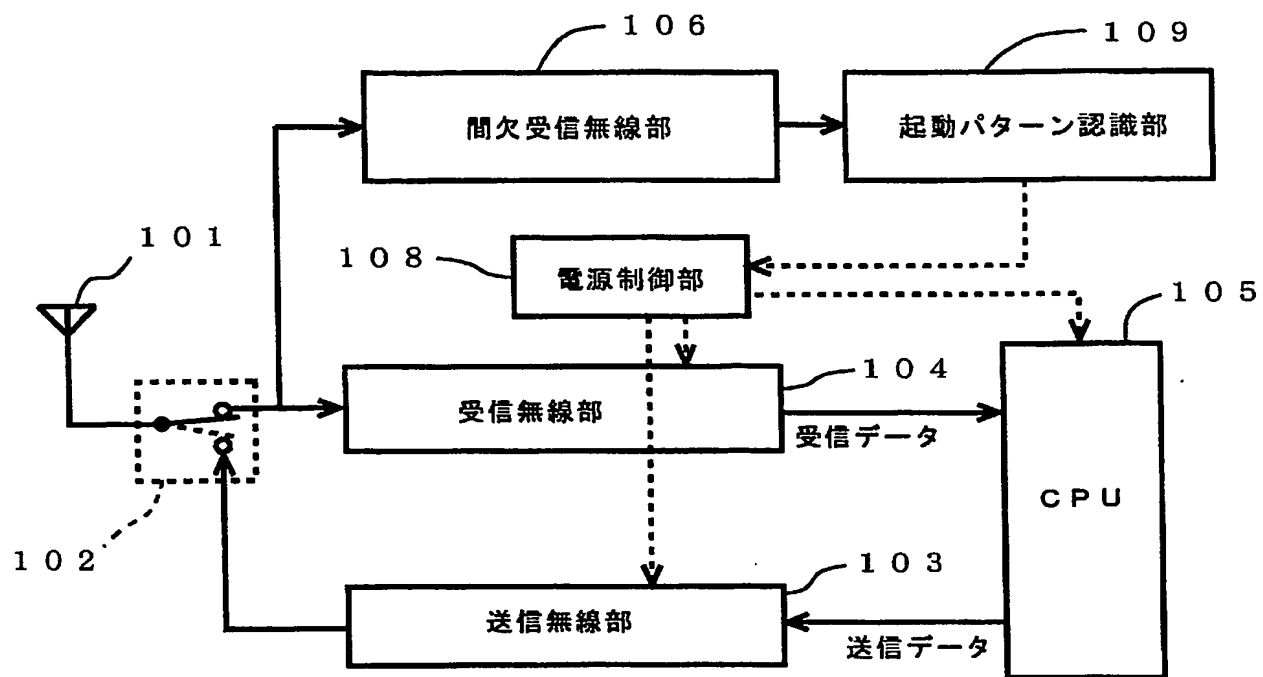 １０６
１０９
間欠受信無線部
起動パターン認識部
１０１
１０８
電源制御部
１０５
１０４
受信無線部
受信データ
ＣＰＵ
１０２
１０３
送信無線部
送信データ